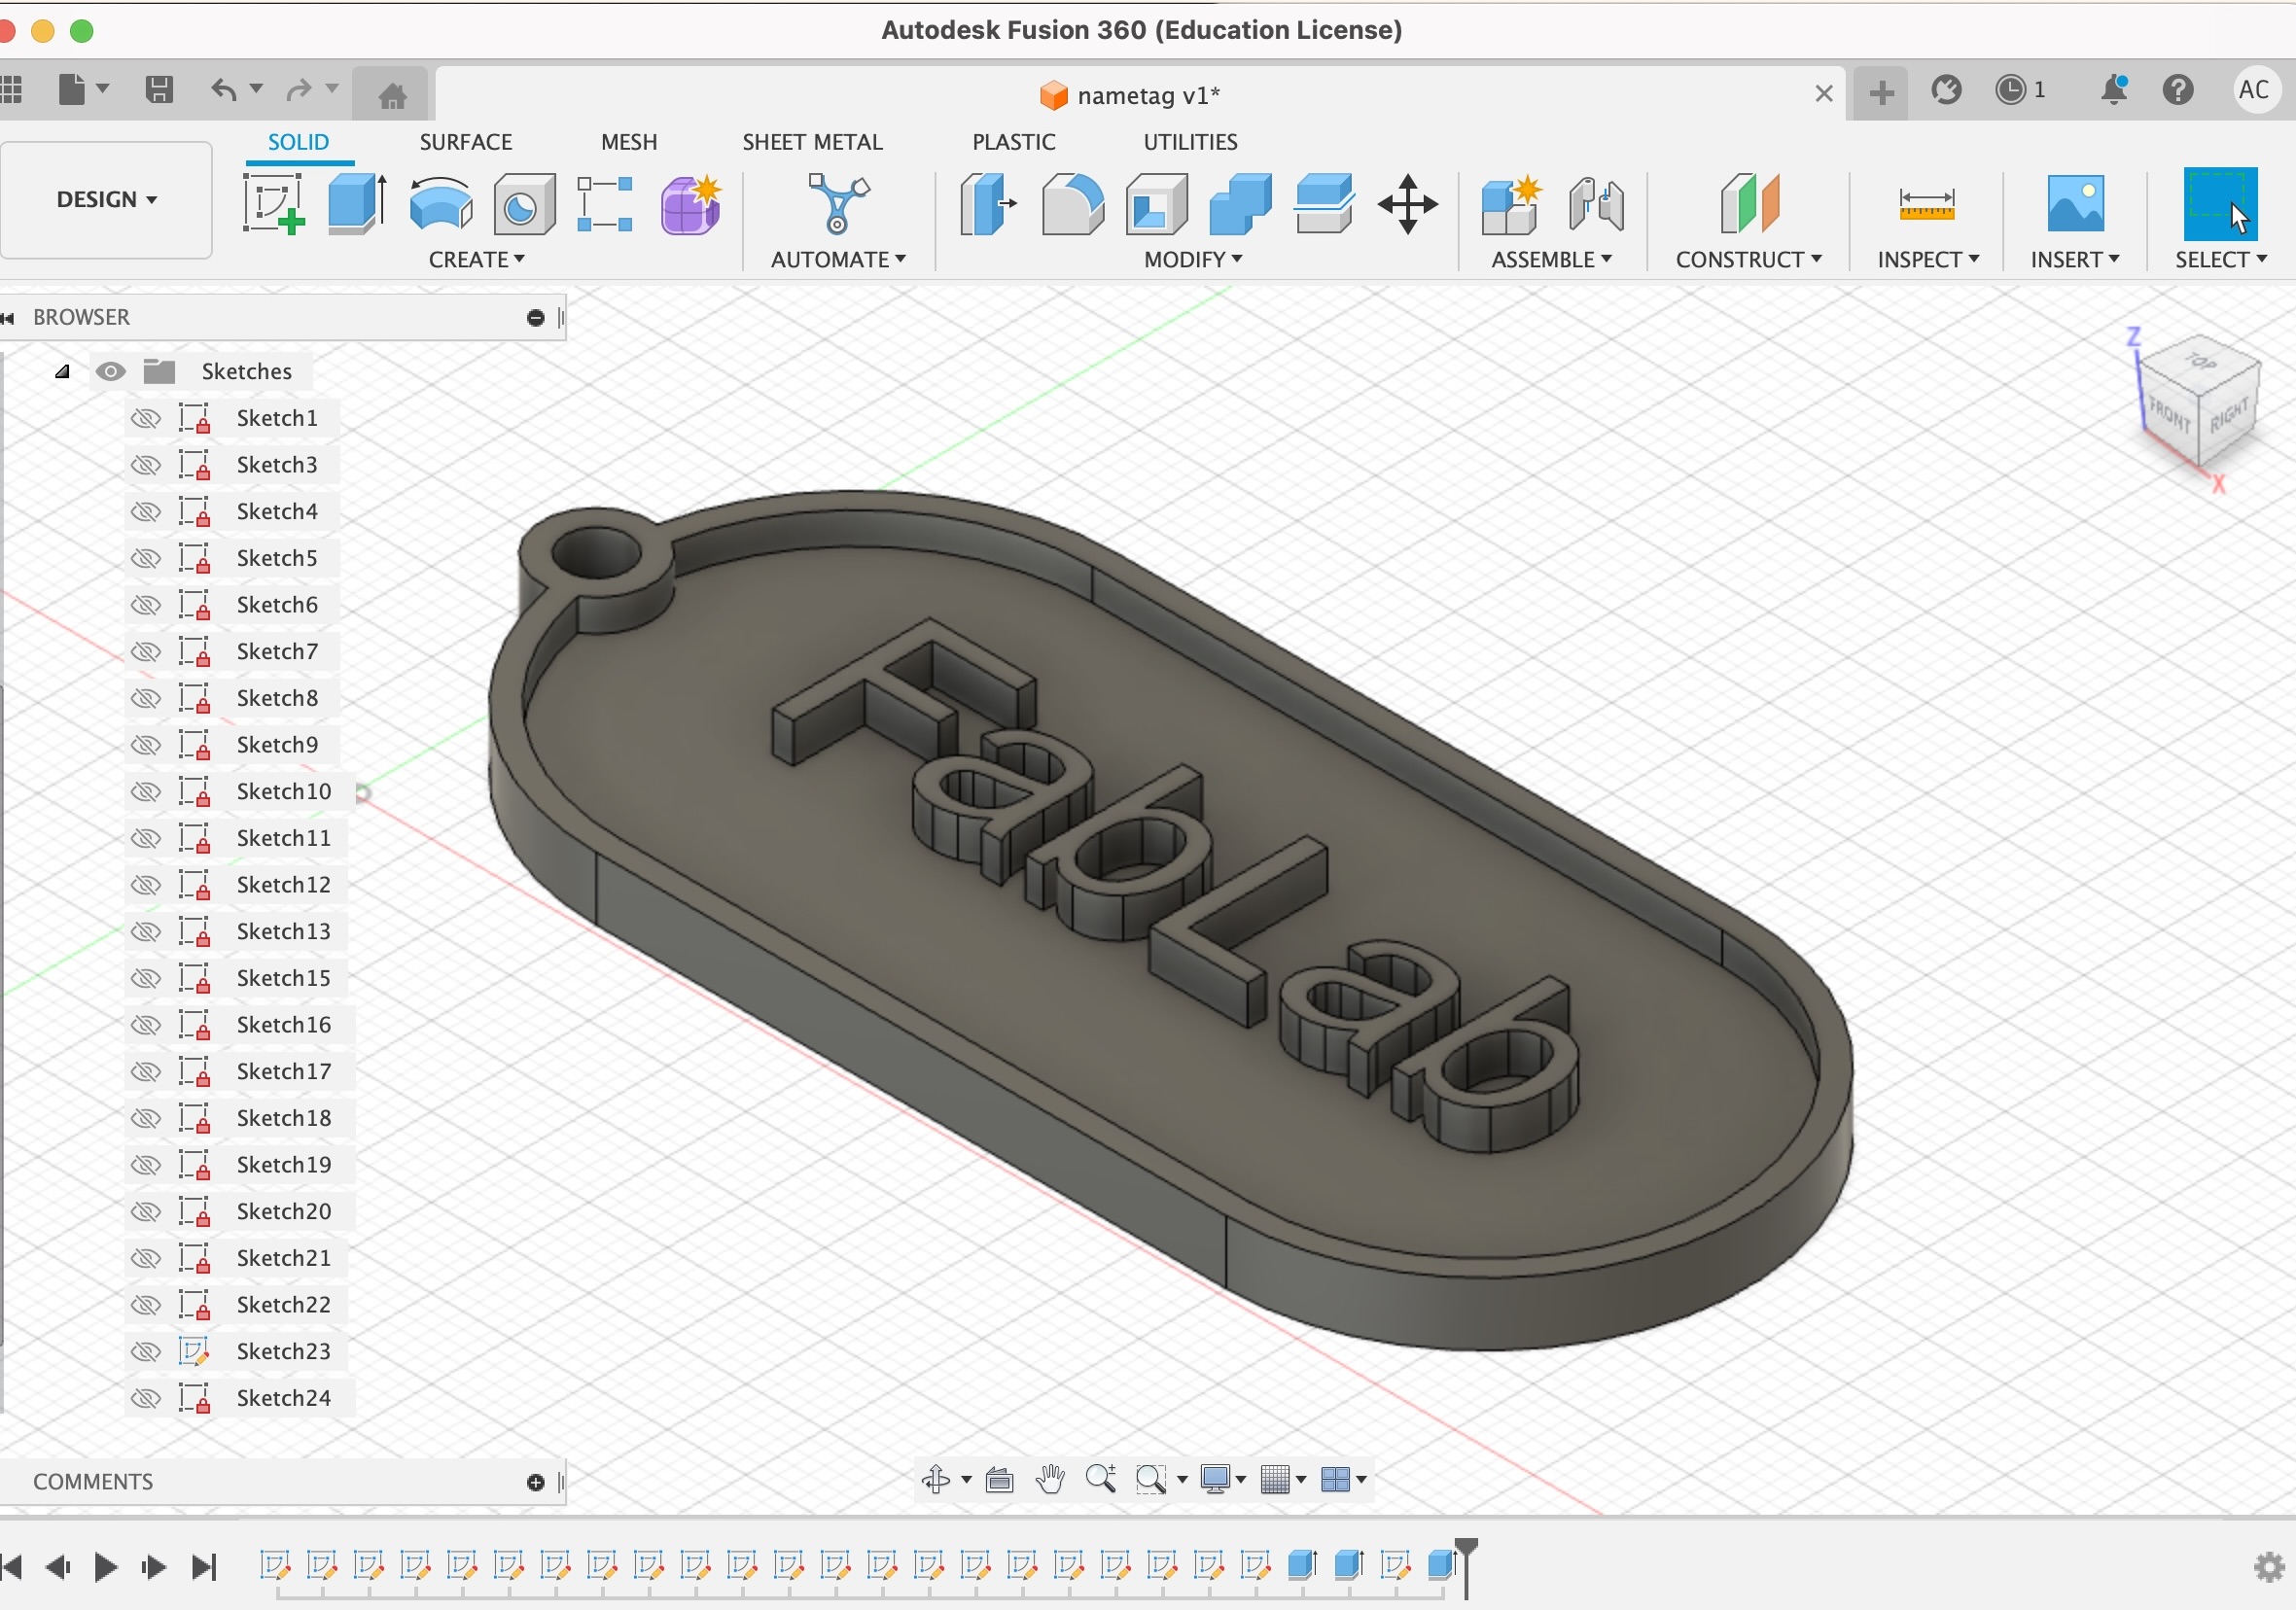 Autodesk Fusion 360 (Education License)
nametag v1*
1
AC
SOLID SURFACE MESH SHEET METAL PLASTIC UTILITIES
DESIGN
CREATE AUTOMATE MODIFY ASSEMBLE CONSTRUCT INSPECT INSERT SELECT
BROWSER
Sketches
Sketch1
Sketch3
Sketch4
Sketch5
Sketch6
Sketch7
Sketch8
Sketch9
Sketch10
Sketch11
Sketch12
Sketch13
Sketch15
Sketch16
Sketch17
Sketch18
Sketch19
Sketch20
Sketch21
Sketch22
Sketch23
Sketch24
Z
TOP
FRONT RIGHT
X
FabLab
COMMENTS